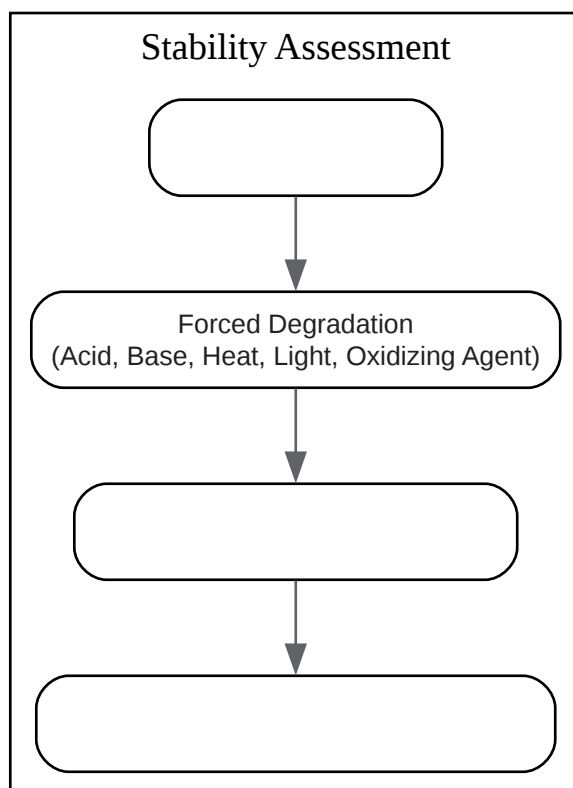 Stability Assessment
Forced Degradation
(Acid, Base, Heat, Light, Oxidizing Agent)